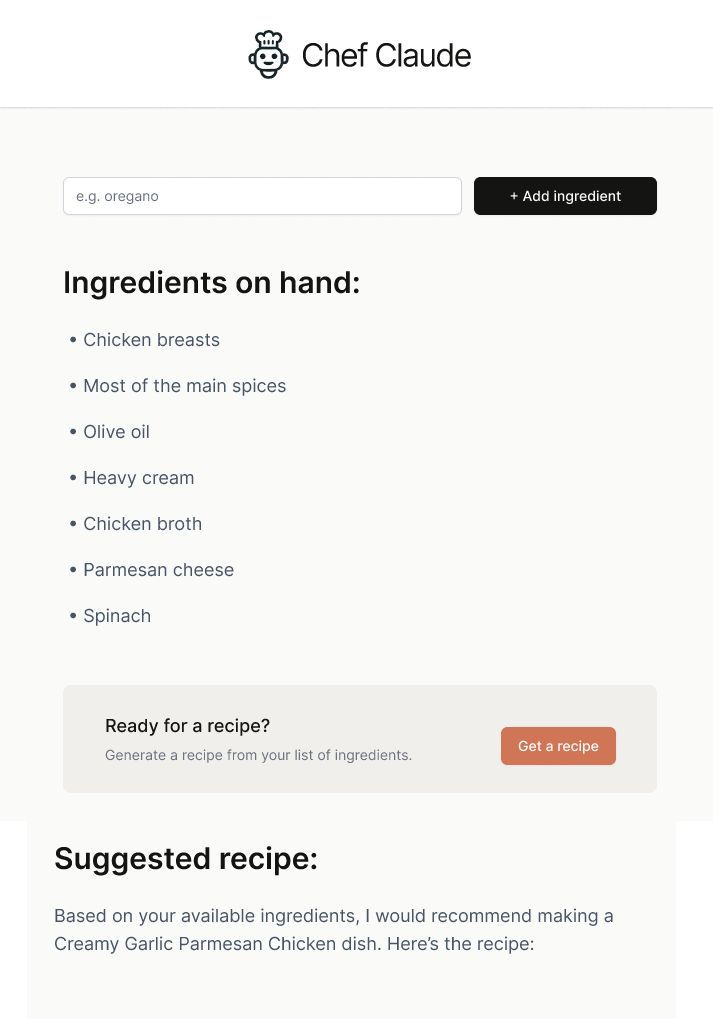 Chef Claude
e.g. oregano
+ Add ingredient
Ingredients on hand:
• Chicken breasts
• Most of the main spices
• Olive oil
• Heavy cream
• Chicken broth
• Parmesan cheese
• Spinach
Ready for a recipe?
Generate a recipe from your list of ingredients.
Get a recipe
Suggested recipe:
Based on your available ingredients, I would recommend making a
Creamy Garlic Parmesan Chicken dish. Here’s the recipe: